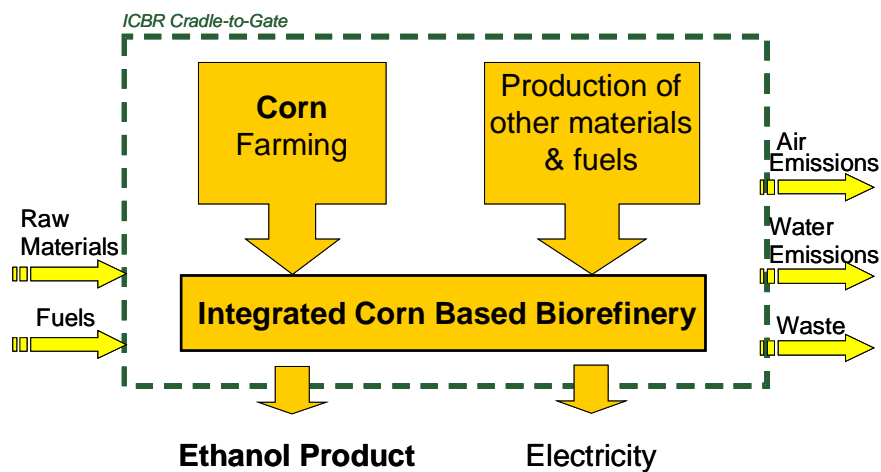 ICBR Cradle-to-Gate
Corn
Farming
Production of
other materials
& fuels
Air
Emissions
Raw
Materials
Water
Emissions
Integrated Corn Based Biorefinery
Fuels
Waste
Ethanol Product
Electricity